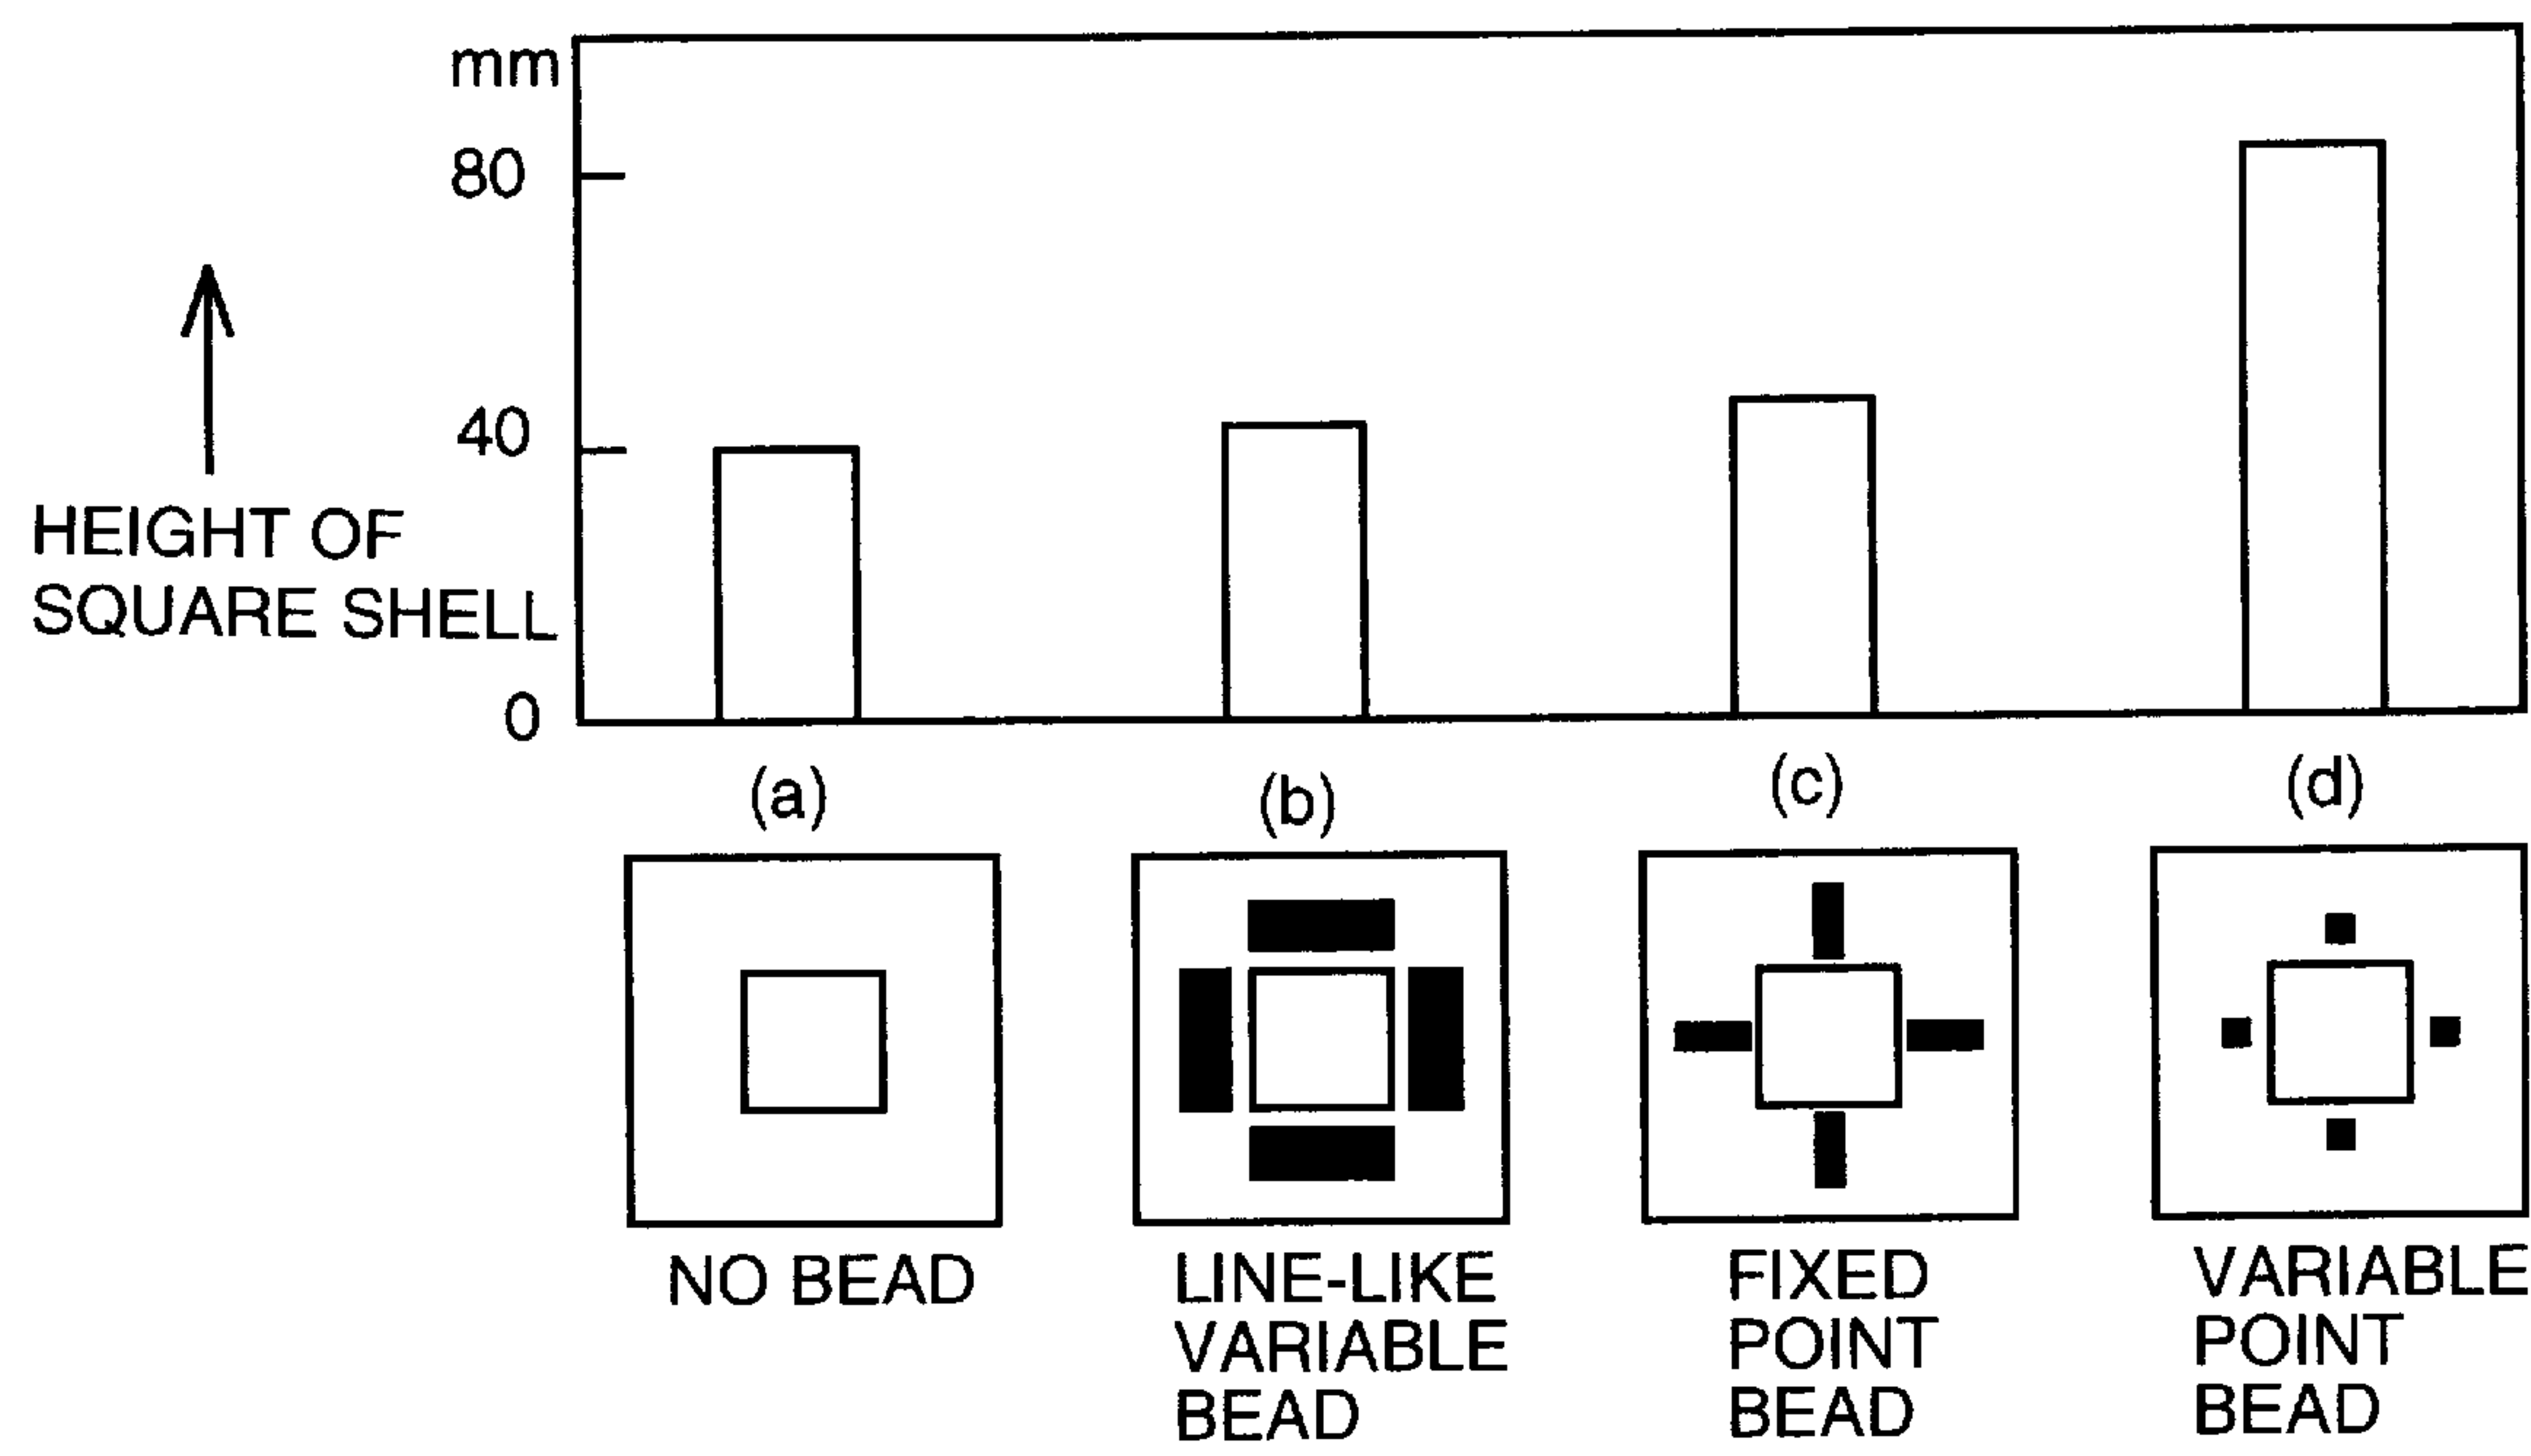 mm
80
40
HEIGHT OF
SQUARE SHELL
0
(a)
(b)
(c)
(d)
NO BEAD
LINE-LIKE
VARIABLE
BEAD
FIXED
POINT
BEAD
VARIABLE
POINT
BEAD